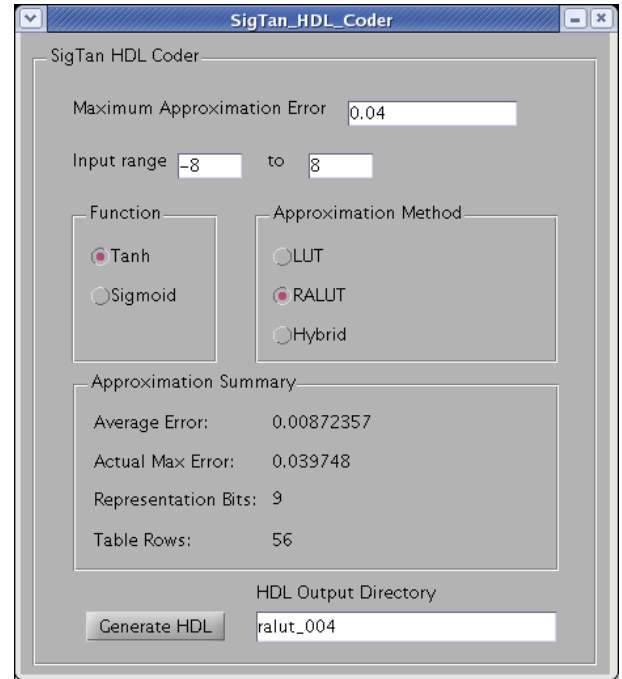 SigTan_HDL_Coder
SigTan HDL Coder
Maximum Approximation Error 0.04
Input range -8 to 8
Function
Tanh
Sigmoid
Approximation Method
LUT
RALUT
Hybrid
Approximation Summary
Average Error: 0.00872357
Actual Max Error: 0.039748
Representation Bits: 9
Table Rows: 56
HDL Output Directory
Generate HDL ralut_004